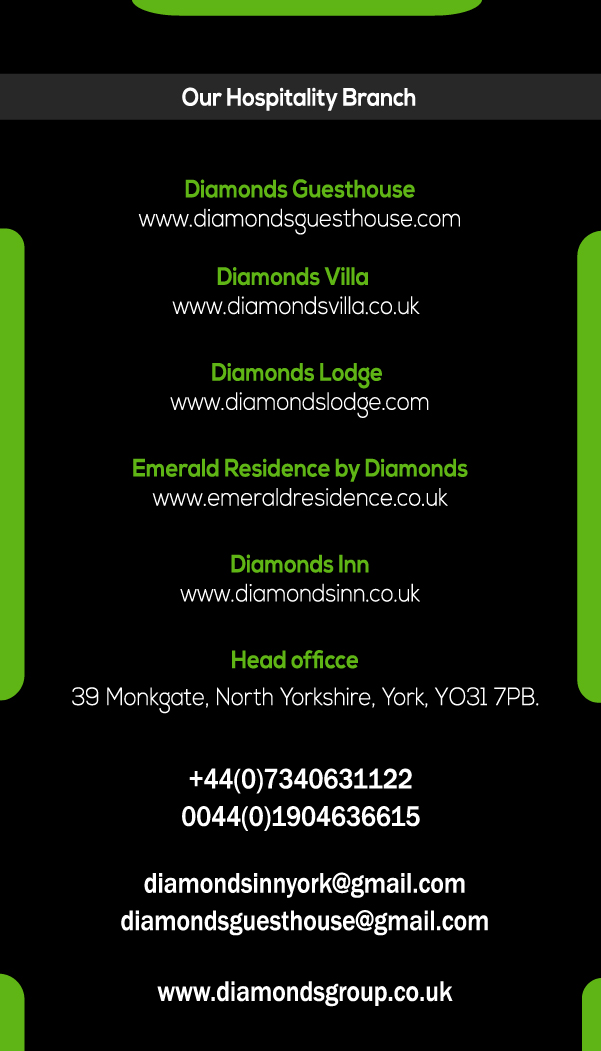 Our Hospitality Branch
Diamonds Guesthouse
www.diamondsguesthouse.com
Diamonds Villa
www.diamondsvilla.co.uk
Diamonds Lodge
www.diamondslodge.com
Emerald Residence by Diamonds
www.emeraldresidence.co.uk
Diamonds Inn
www.diamondsinn.co.uk
Head officce
39 Monkgate, North Yorkshire, York, YO31 7PB.
+44(0)7340631122
0044(0)1904636615
diamondsinnyork@gmail.com
diamondsguesthouse@gmail.com
www.diamondsgroup.co.uk